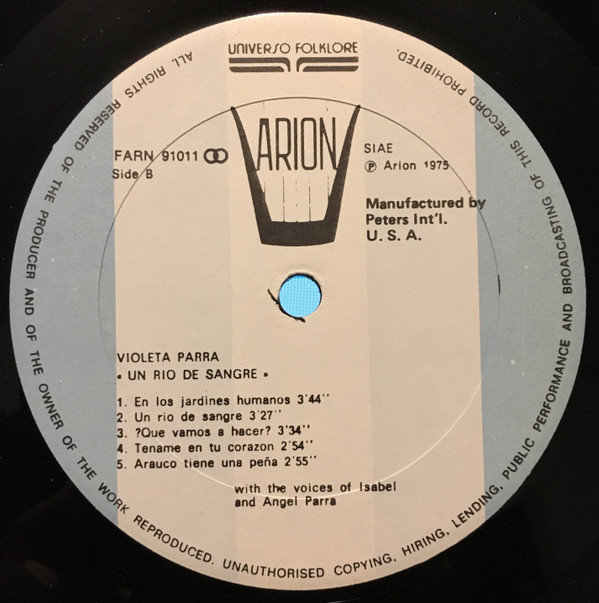 UNIVERSO FOLKLORE
ARION
FARN 91011
Side B
SIAE
Ⓟ Arion 1975
Manufactured by
Peters Int'l.
U. S. A.
VIOLETA PARRA
« UN RIO DE SANGRE »
1. En los jardines humanos 3'44''
2. Un rio de sangre 3'27''
3. ?Que vamos a hacer? 3'34''
4. Tename en tu corazon 2'54''
5. Arauco tiene una peña 2'55''
with the voices of Isabel
and Angel Parra
ALL RIGHTS RESERVED OF THE PRODUCER AND OF THE OWNER OF THE WORK REPRODUCED. UNAUTHORISED COPYING, HIRING, LENDING, PUBLIC PERFORMANCE AND BROADCASTING OF THIS RECORD PROHIBITED.